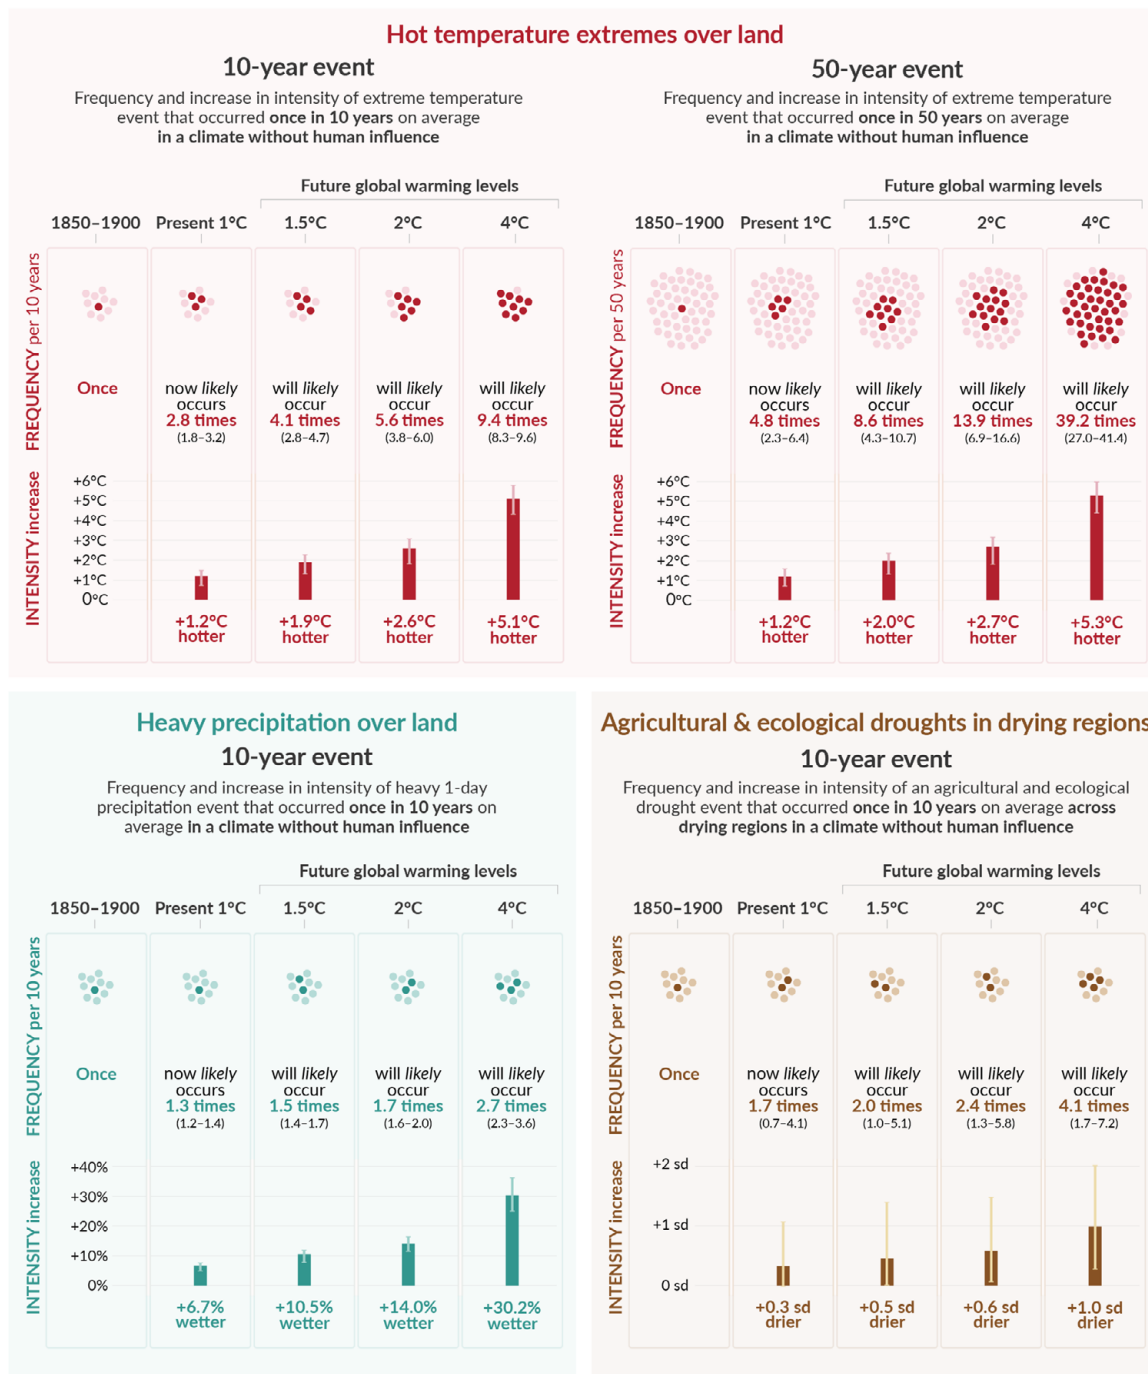 Hot temperature extremes over land
10-year event
Frequency and increase in intensity of extreme temperature
event that occurred once in 10 years on average
in a climate without human influence
Future global warming levels
1850–1900 Present 1°C 1.5°C 2°C 4°C
FREQUENCY per 10 years
Once
now likely occurs 2.8 times (1.8–3.2)
will likely occur 4.1 times (2.8–4.7)
will likely occur 5.6 times (3.8–6.0)
will likely occur 9.4 times (8.3–9.6)
INTENSITY increase
+6°C
+5°C
+4°C
+3°C
+2°C
+1°C
0°C
+1.2°C hotter
+1.9°C hotter
+2.6°C hotter
+5.1°C hotter
50-year event
Frequency and increase in intensity of extreme temperature
event that occurred once in 50 years on average
in a climate without human influence
Future global warming levels
1850–1900 Present 1°C 1.5°C 2°C 4°C
FREQUENCY per 50 years
Once
now likely occurs 4.8 times (2.3–6.4)
will likely occur 8.6 times (4.3–10.7)
will likely occur 13.9 times (6.9–16.6)
will likely occur 39.2 times (27.0–41.4)
INTENSITY increase
+6°C
+5°C
+4°C
+3°C
+2°C
+1°C
0°C
+1.2°C hotter
+2.0°C hotter
+2.7°C hotter
+5.3°C hotter
Heavy precipitation over land
10-year event
Frequency and increase in intensity of heavy 1-day
precipitation event that occurred once in 10 years on
average in a climate without human influence
Future global warming levels
1850–1900 Present 1°C 1.5°C 2°C 4°C
FREQUENCY per 10 years
Once
now likely occurs 1.3 times (1.2–1.4)
will likely occur 1.5 times (1.4–1.7)
will likely occur 1.7 times (1.6–2.0)
will likely occur 2.7 times (2.3–3.6)
INTENSITY increase
+40%
+30%
+20%
+10%
0%
+6.7% wetter
+10.5% wetter
+14.0% wetter
+30.2% wetter
Agricultural & ecological droughts in drying regions
10-year event
Frequency and increase in intensity of an agricultural and ecological
drought event that occurred once in 10 years on average across
drying regions in a climate without human influence
Future global warming levels
1850–1900 Present 1°C 1.5°C 2°C 4°C
FREQUENCY per 10 years
Once
now likely occurs 1.7 times (0.7–4.1)
will likely occur 2.0 times (1.0–5.1)
will likely occur 2.4 times (1.3–5.8)
will likely occur 4.1 times (1.7–7.2)
INTENSITY increase
+2 sd
+1 sd
0 sd
+0.3 sd drier
+0.5 sd drier
+0.6 sd drier
+1.0 sd drier